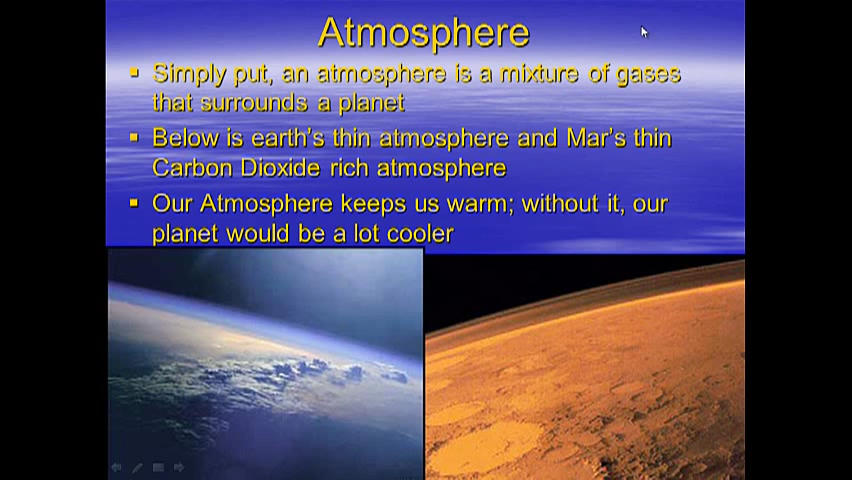 Atmosphere
▪ Simply put, an atmosphere is a mixture of gases
that surrounds a planet
▪ Below is earth's thin atmosphere and Mar's thin
Carbon Dioxide rich atmosphere
▪ Our Atmosphere keeps us warm; without it, our
planet would be a lot cooler